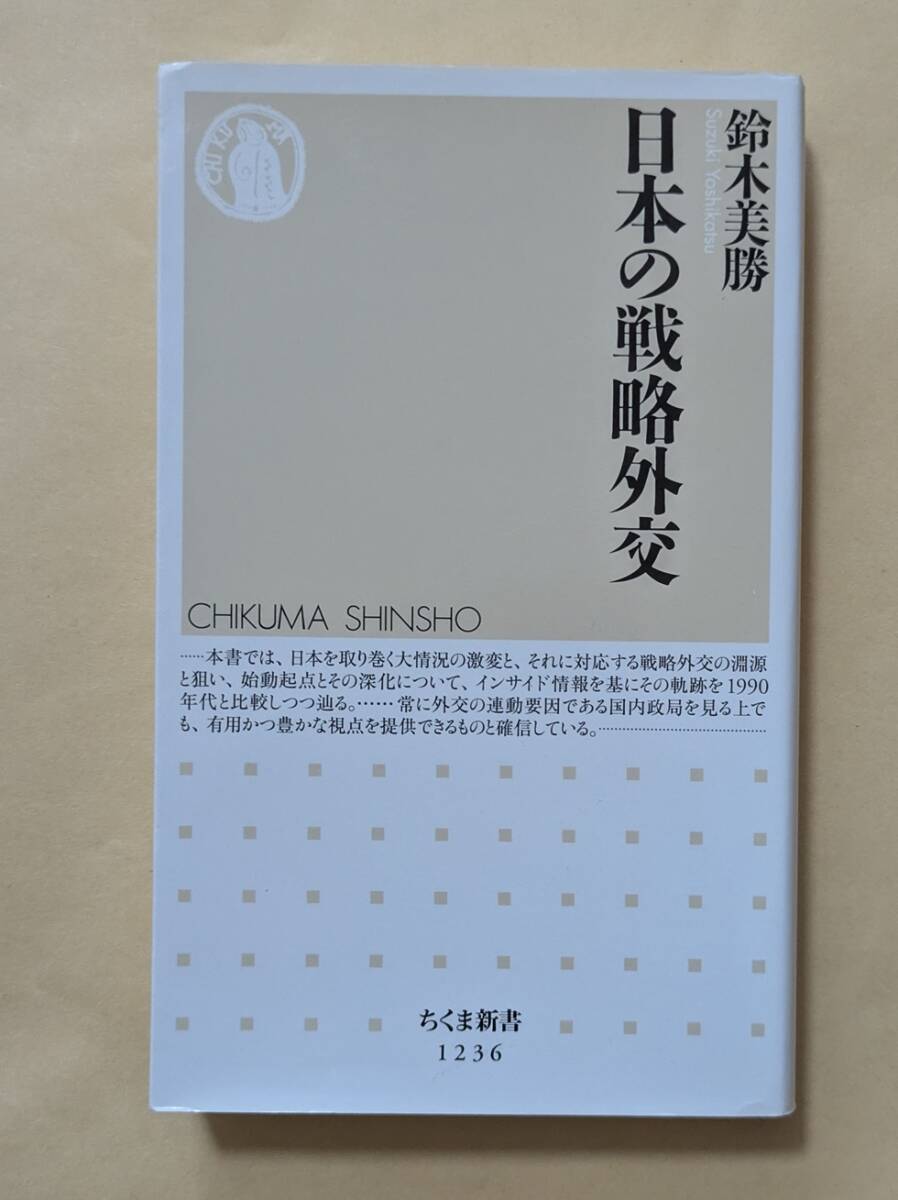 鈴木美勝
Suzuki Yoshikatsu
日本の戦略外交
CHIKUMA
CHIKUMA SHINSHO
……本書では、日本を取り巻く大情況の激変と、それに対応する戦略外交の淵源
と狙い、始動起点とその深化について、インサイド情報を基にその軌跡を1990
年代と比較しつつ辿る。……常に外交の連動要因である国内政局を見る上で
も、有用かつ豊かな視点を提供できるものと確信している。…………………………
ちくま新書
1236